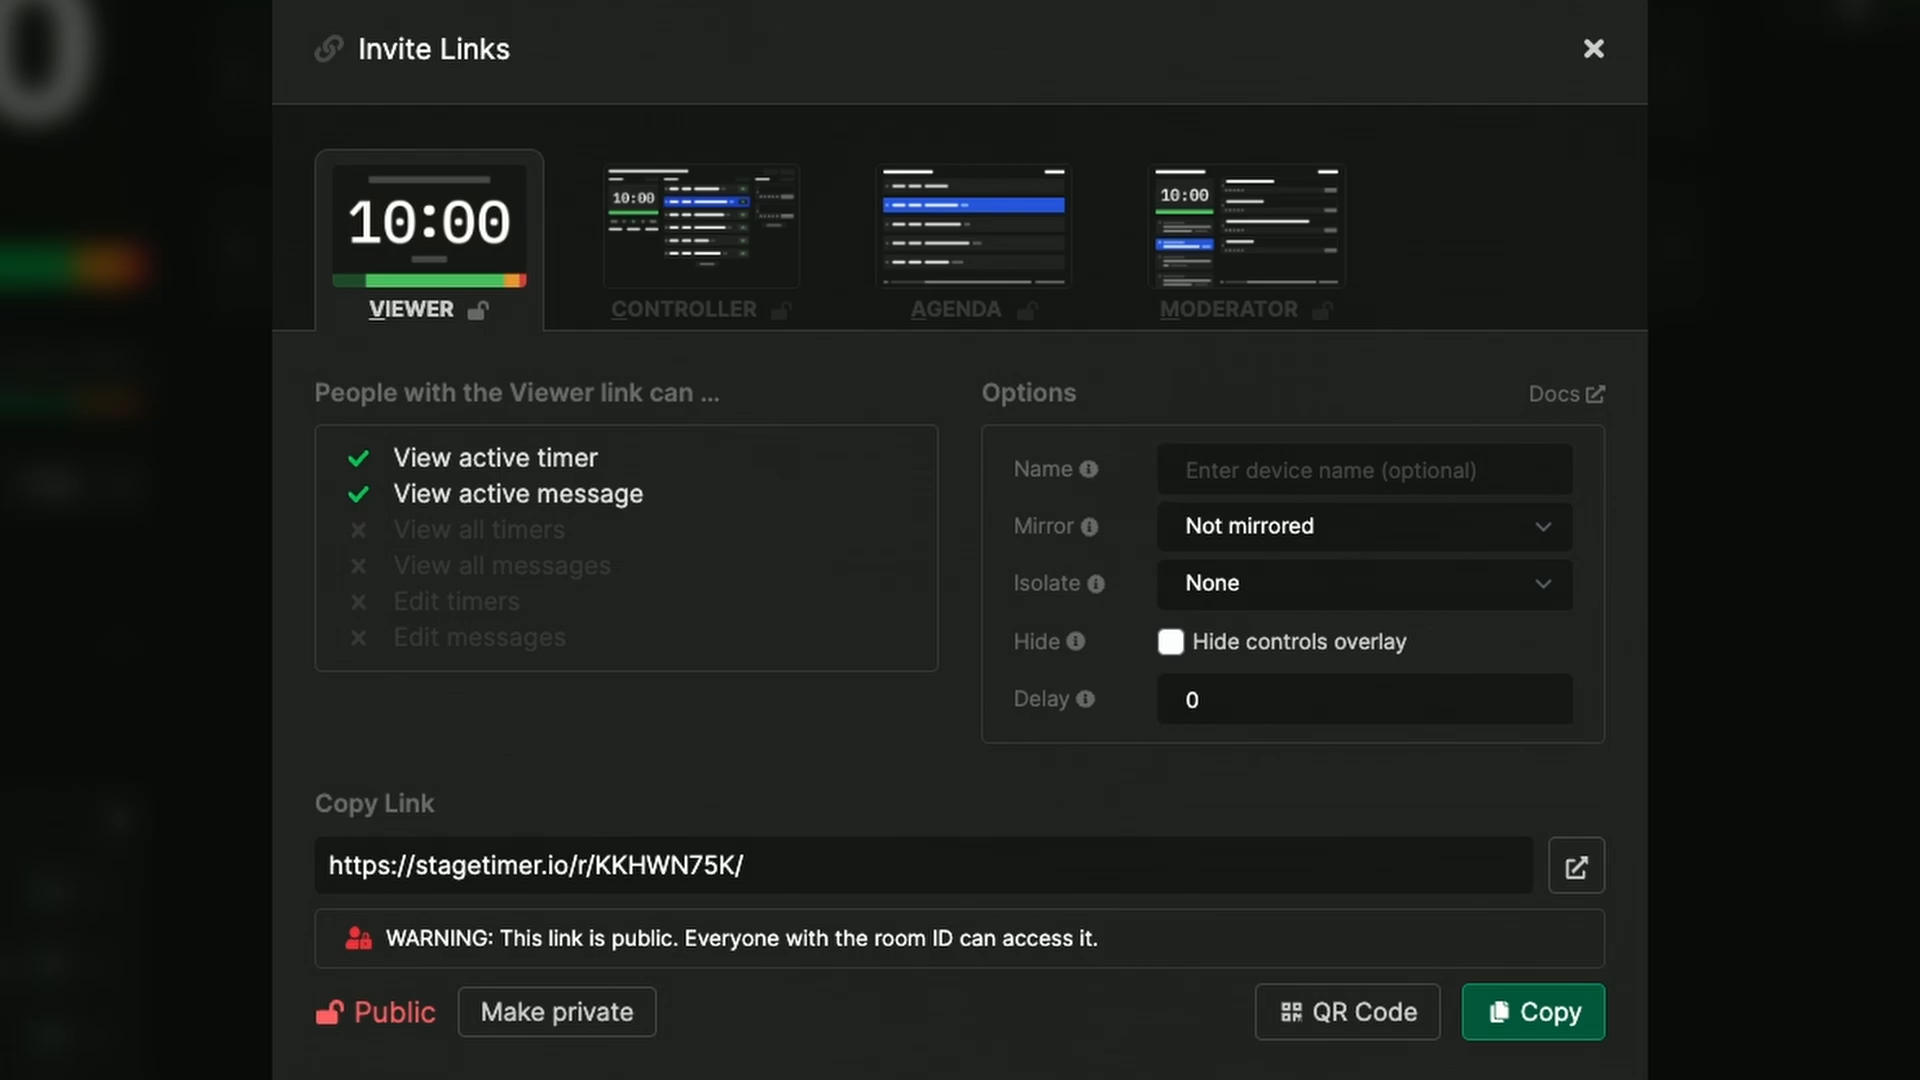 Invite Links
10:00
10:00
10:00
VIEWER
CONTROLLER
AGENDA
MODERATOR
People with the Viewer link can ...
View active timer
View active message
View all timers
View all messages
Edit timers
Edit messages
Options
Docs
Name
Enter device name (optional)
Mirror
Not mirrored
Isolate
None
Hide
Hide controls overlay
Delay
0
Copy Link
https://stagetimer.io/r/KKHWN75K/
WARNING: This link is public. Everyone with the room ID can access it.
Public
Make private
QR Code
Copy